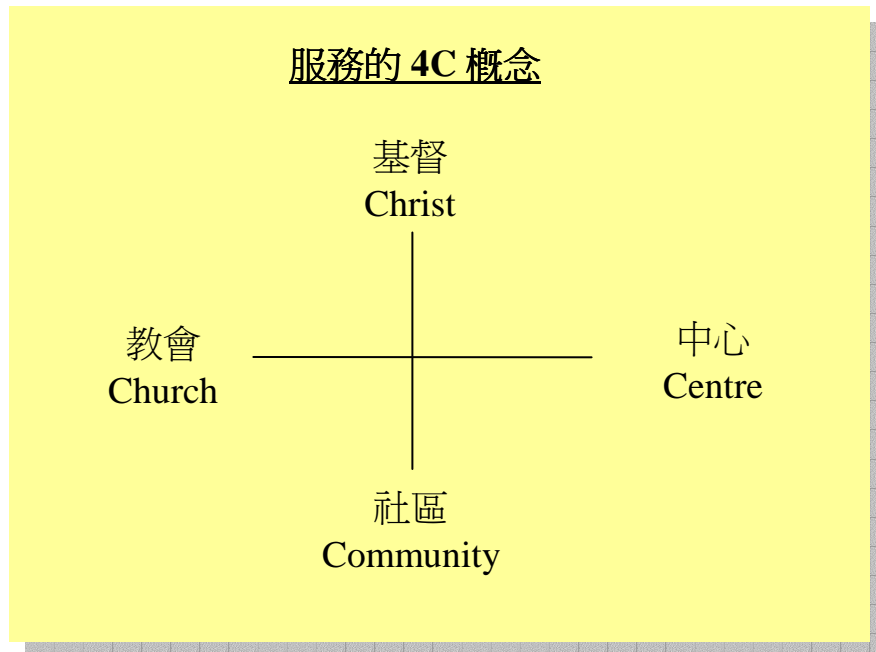 服務的 4C 概念
基督
Christ
教會
Church
中心
Centre
社區
Community